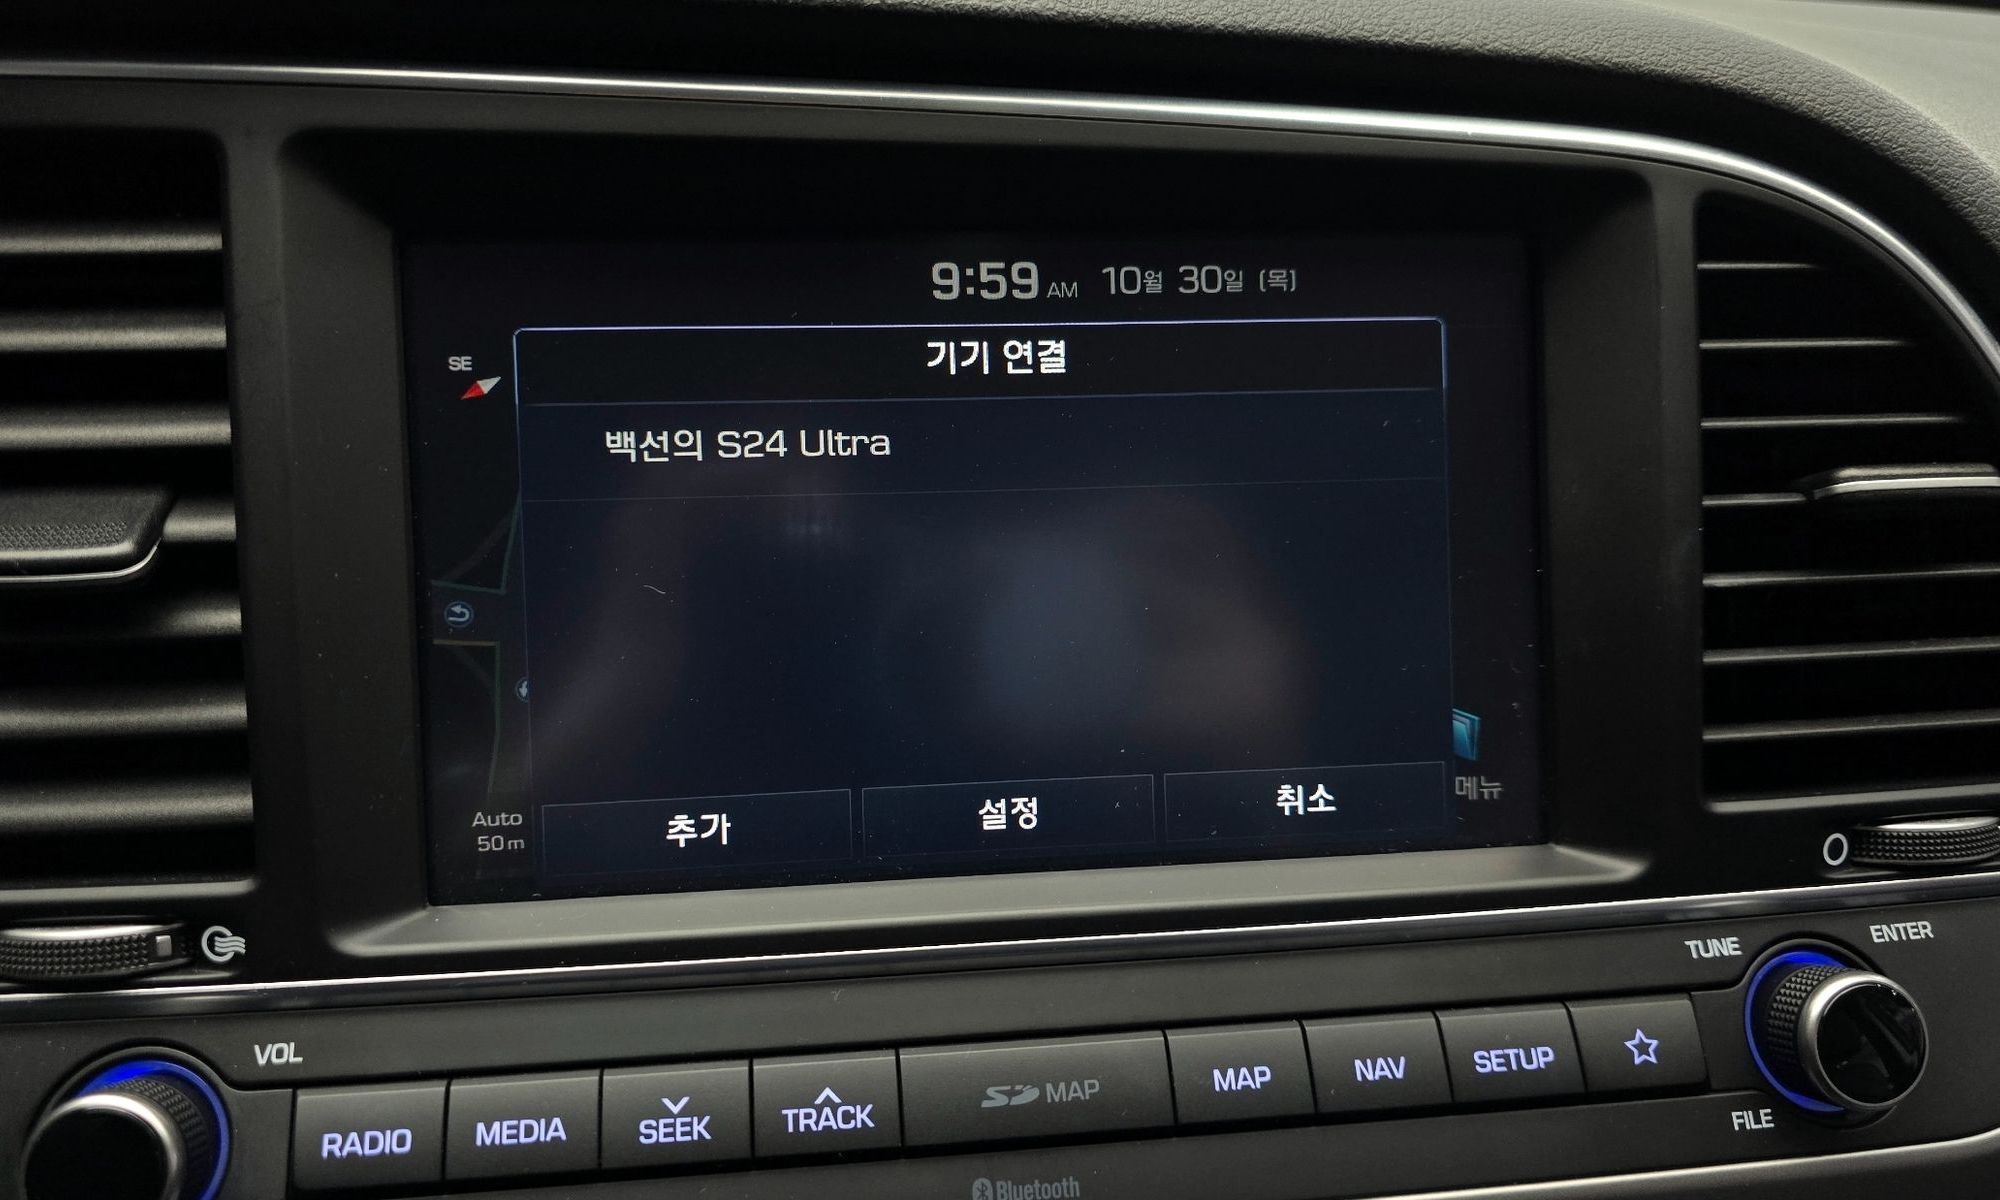 9:59 AM 10월 30일 (목)
SE
기기 연결
백선의 S24 Ultra
메뉴
Auto
50m
추가 설정 취소
VOL
TUNE
ENTER
RADIO
MEDIA
SEEK
TRACK
SD MAP
MAP
NAV
SETUP
FILE
Bluetooth